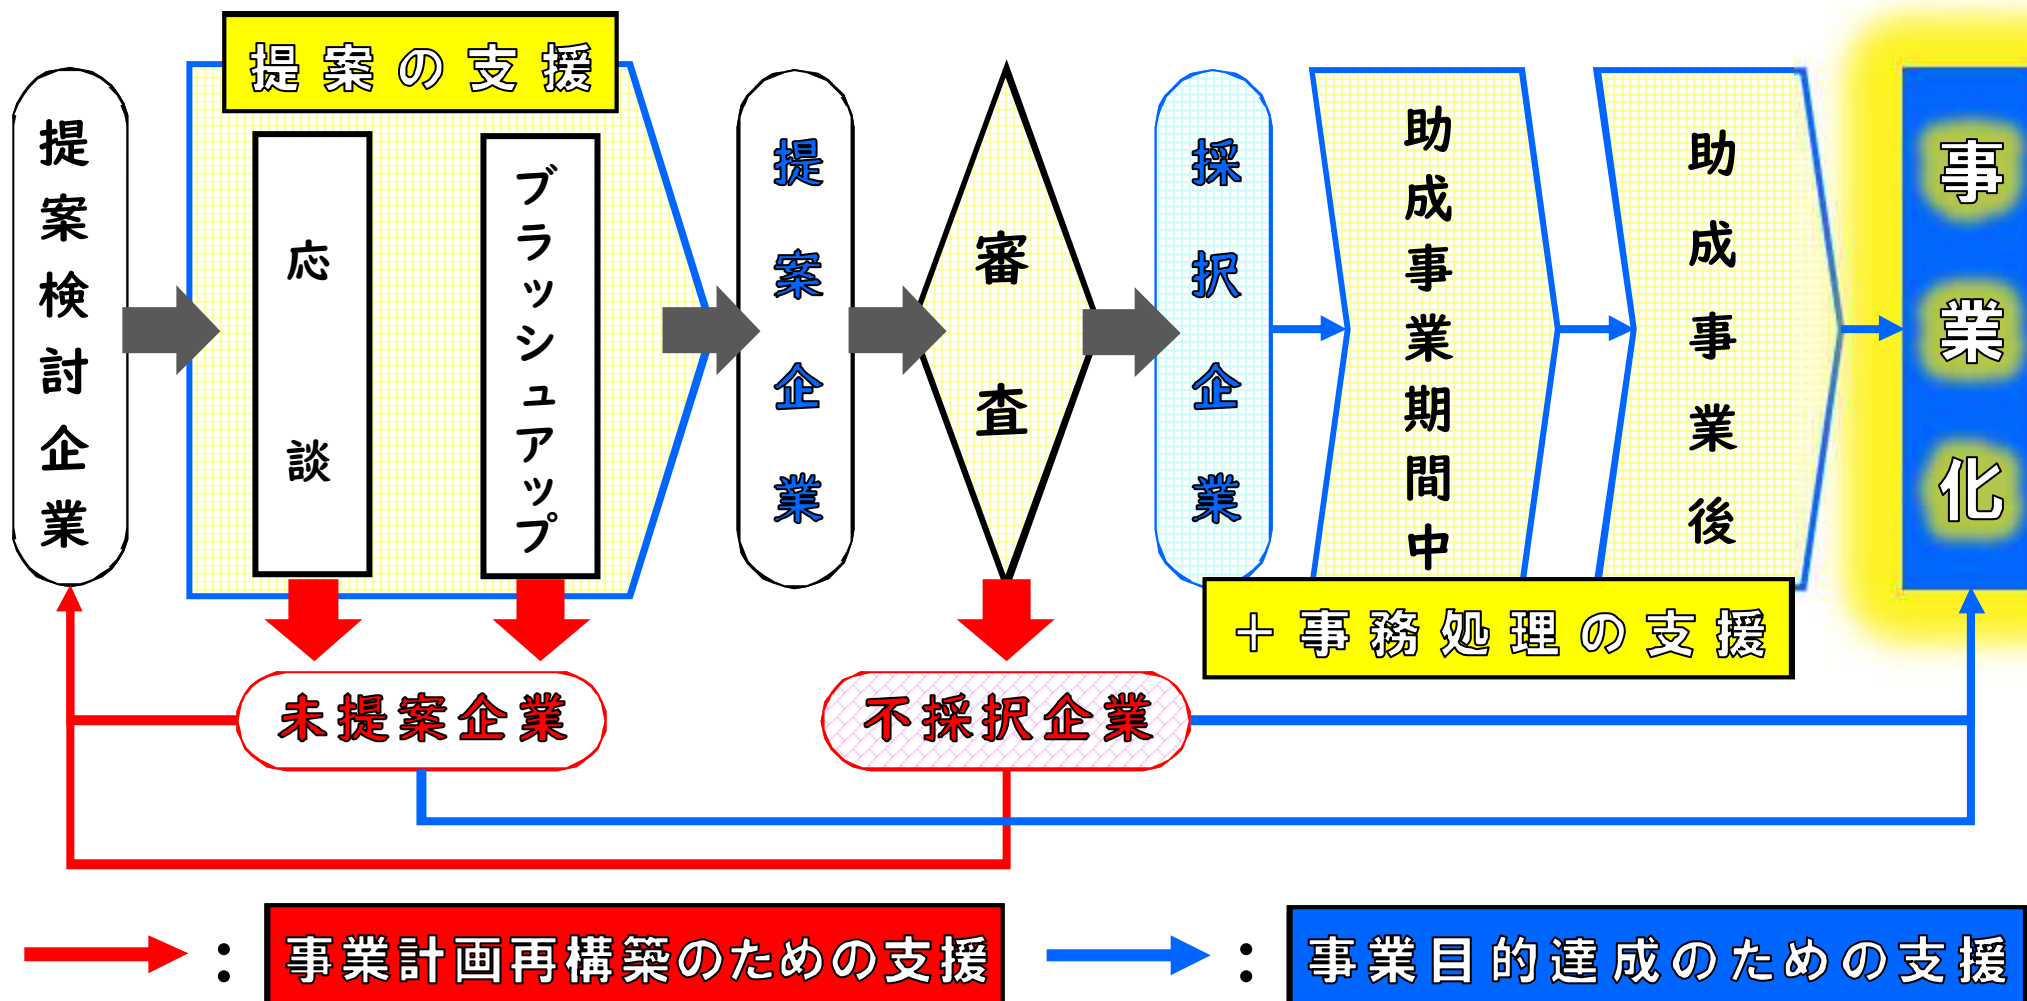 提案の支援
提案検討企業
応談
ブラッシュアップ
提案企業
審査
採択企業
助成事業期間中
助成事業後
事業化
＋事務処理の支援
未提案企業
不採択企業
：事業計画再構築のための支援
：事業目的達成のための支援